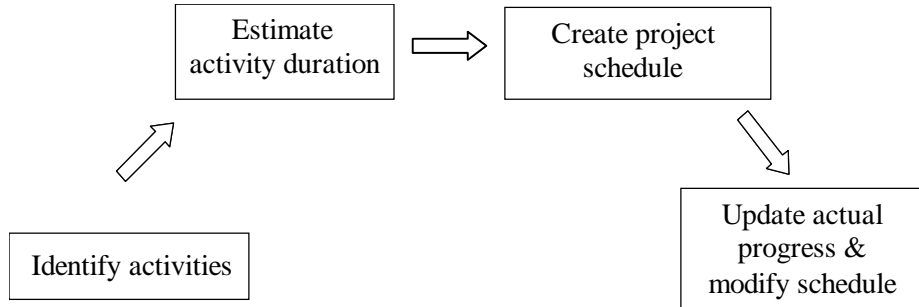 Estimate
activity duration
Create project
schedule
Identify activities
Update actual
progress &
modify schedule